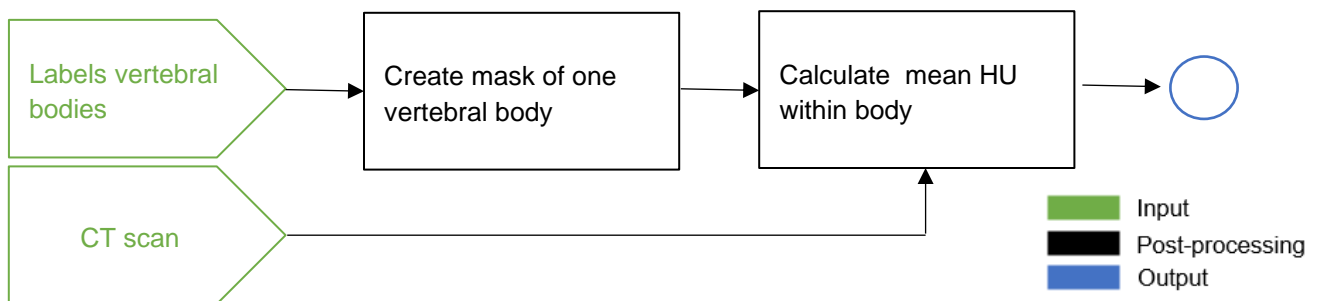 Labels vertebral
bodies
Create mask of one
vertebral body
Calculate  mean HU
within body
CT scan
Input
Post-processing
Output